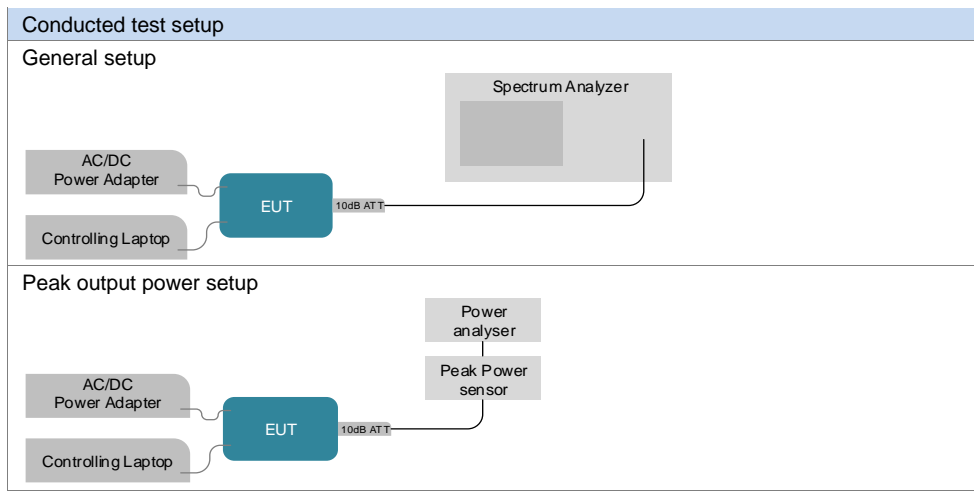 Conducted test setup
General setup
Spectrum Analyzer
AC/DC
Power Adapter
EUT
10dB ATT
Controlling Laptop
Peak output power setup
Power
analyser
Peak Power
sensor
AC/DC
Power Adapter
EUT
10dB ATT
Controlling Laptop